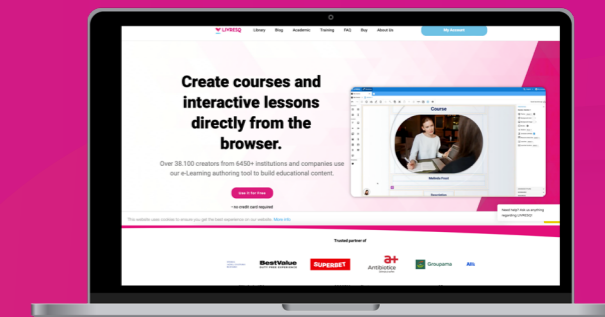 LIVRESQ
Library Blog Academic Training FAQ Buy About Us
My Account
Create courses and
interactive lessons
directly from the
browser.
Over 38.100 creators from 6450+ institutions and companies use
our e-Learning authoring tool to build educational content.
Use it for Free
- no credit card required
Course
Description
This website uses cookies to ensure you get the best experience on our website. More info
Need help? Ask us anything
regarding LIVRESQ!
Trusted partner of
BestValue
SUPERBET
a+
Antibiotice
Groupama